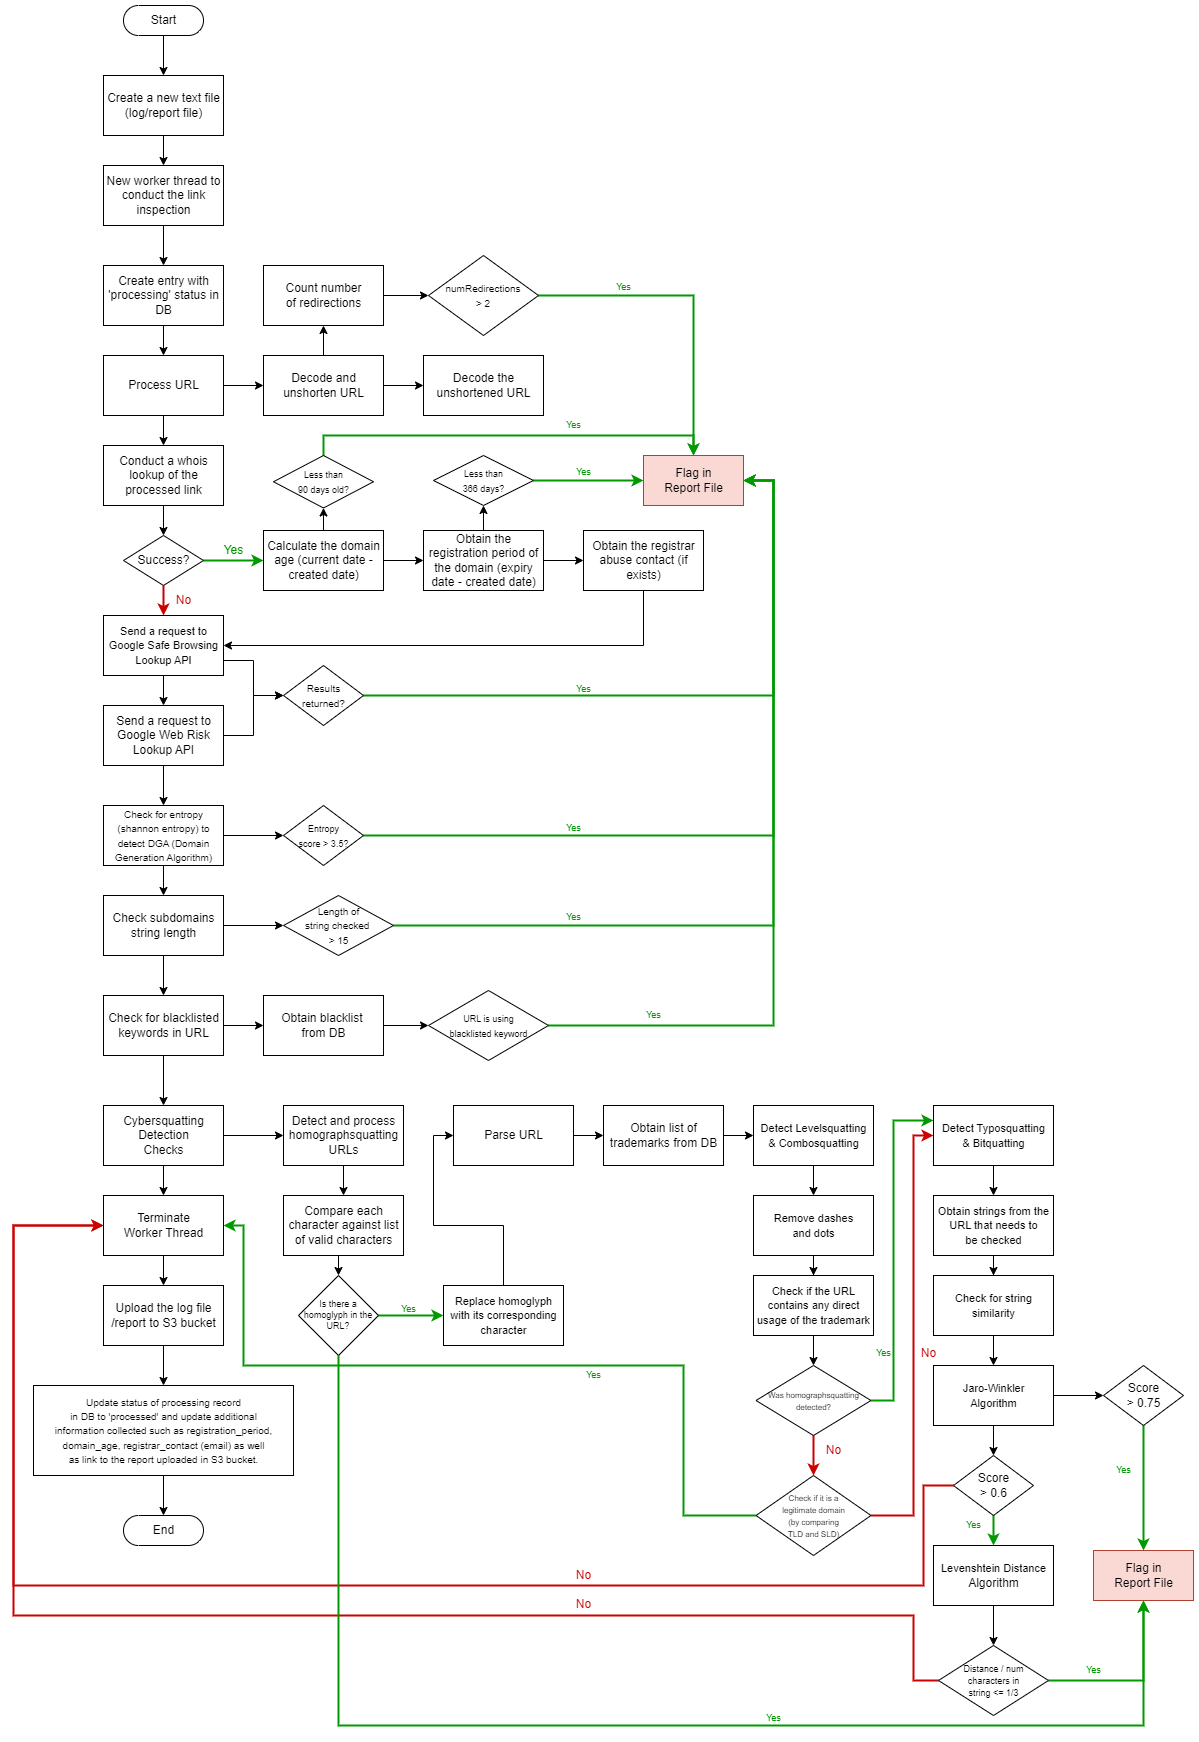 Start
Create a new text file
(log/report file)
New worker thread to
conduct the link
inspection
Create entry with
'processing' status in
DB
Count number
of redirections
numRedirections
> 2
Yes
Process URL
Decode and
unshorten URL
Decode the
unshortened URL
Conduct a whois
lookup of the
processed link
Less than
90 days old?
Yes
Less than
366 days?
Yes
Flag in
Report File
Success?
Yes
No
Calculate the domain
age (current date -
created date)
Obtain the
registration period of
the domain (expiry
date - created date)
Obtain the registrar
abuse contact (if
exists)
Send a request to
Google Safe Browsing
Lookup API
Results
returned?
Yes
Send a request to
Google Web Risk
Lookup API
Check for entropy
(shannon entropy) to
detect DGA (Domain
Generation Algorithm)
Entropy
score > 3.5?
Yes
Check subdomains
string length
Length of
string checked
> 15
Yes
Check for blacklisted
keywords in URL
Obtain blacklist
from DB
URL is using
blacklisted keyword
Yes
Cybersquatting
Detection
Checks
Detect and process
homographsquatting
URLs
Parse URL
Obtain list of
trademarks from DB
Detect Levelsquatting
& Combosquatting
Detect Typosquatting
& Bitquatting
Terminate
Worker Thread
Compare each
character against list
of valid characters
Remove dashes
and dots
Obtain strings from the
URL that needs to
be checked
Upload the log file
/report to S3 bucket
Is there a
homoglyph in the
URL?
Yes
Replace homoglyph
with its corresponding
character
Check if the URL
contains any direct
usage of the trademark
Check for string
similarity
Yes
No
Yes
Was homographsquatting
detected?
No
Jaro-Winkler
Algorithm
Score
> 0.75
Yes
Update status of processing record
in DB to 'processed' and update additional
information collected such as registration_period,
domain_age, registrar_contact (email) as well
as link to the report uploaded in S3 bucket.
Check if it is a
legitimate domain
(by comparing
TLD and SLD)
Score
> 0.6
Yes
End
Levenshtein Distance
Algorithm
Flag in
Report File
No
No
Distance / num
characters in
string <= 1/3
Yes
Yes